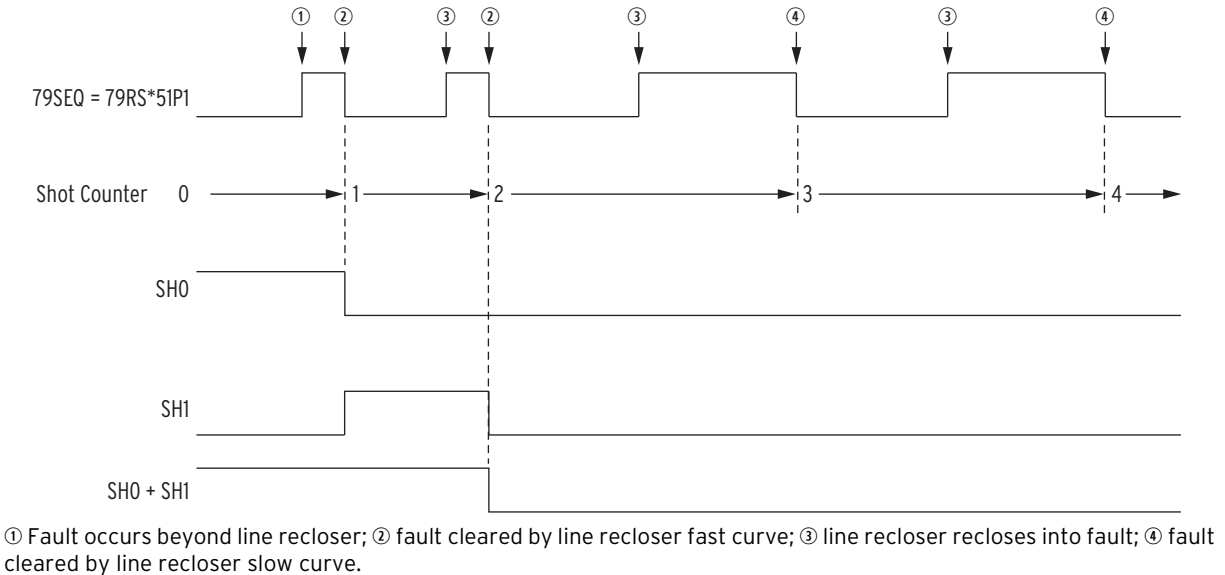 ① ② ③ ② ③ ④ ③ ④
79SEQ = 79RS*51P1
Shot Counter 0 1 2 3 4
SH0
SH1
SH0 + SH1
① Fault occurs beyond line recloser; ② fault cleared by line recloser fast curve; ③ line recloser recloses into fault; ④ fault
cleared by line recloser slow curve.